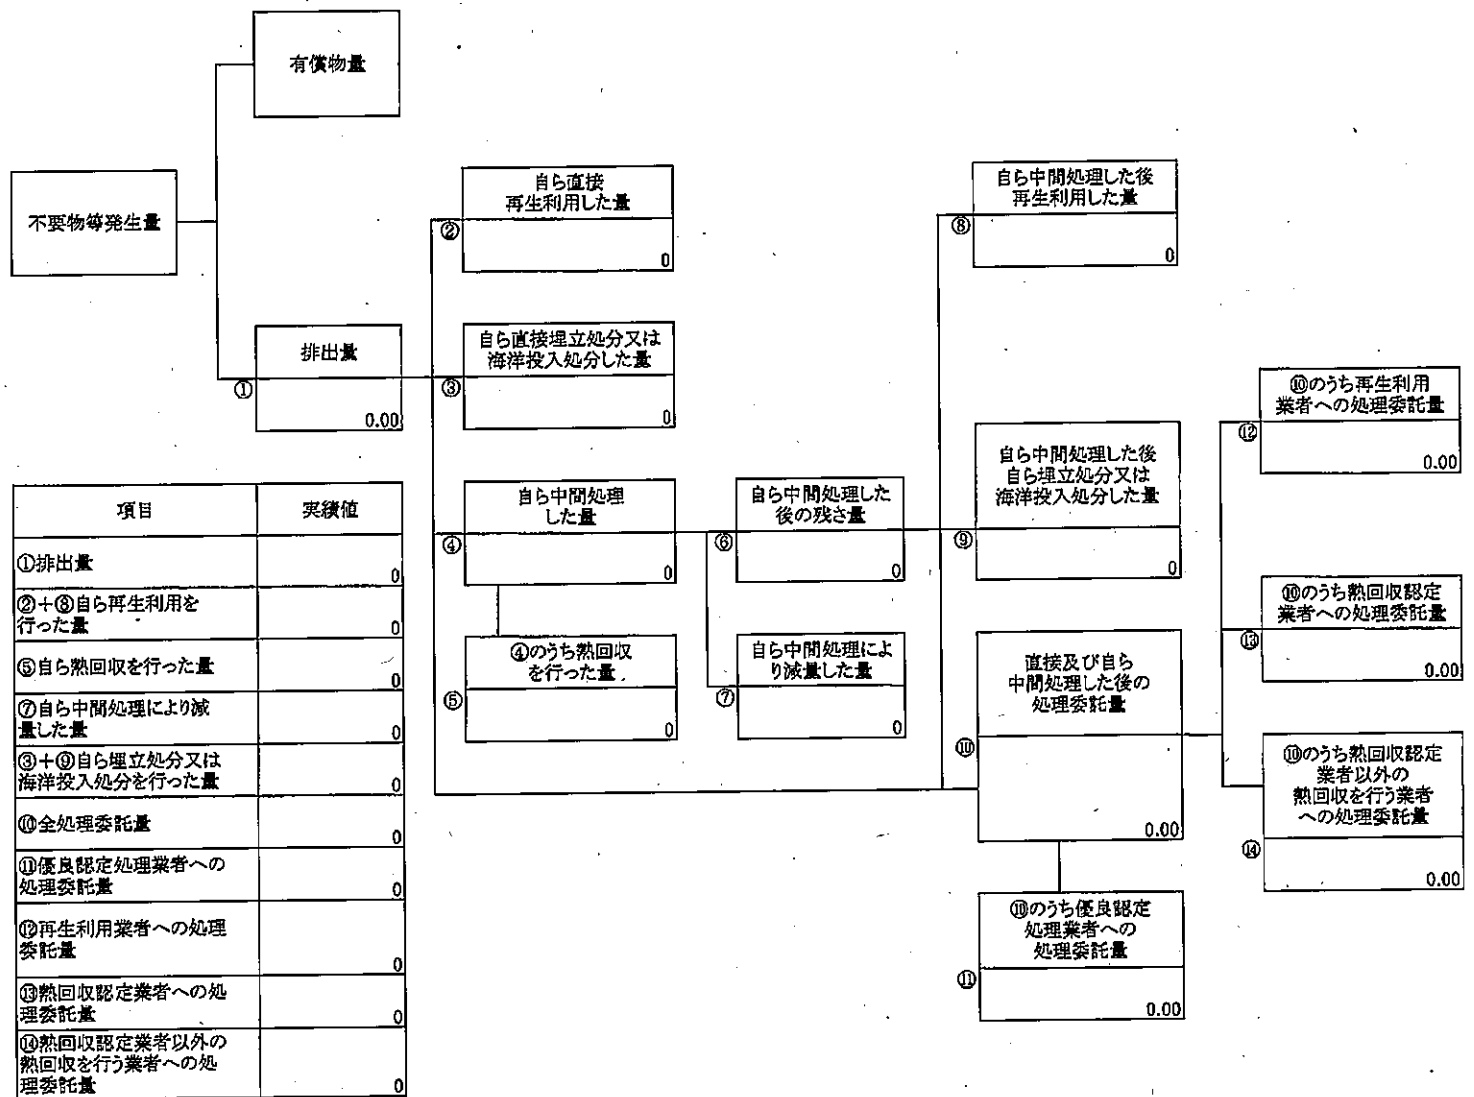 有償物量
不要物等発生量
排出量
①
0.00
自ら直接
再生利用した量
②
0
自ら直接埋立処分又は
海洋投入処分した量
③
0
自ら中間処理
した量
④
0
④のうち熱回収
を行った量
⑤
0
自ら中間処理した
後の残さ量
⑥
0
自ら中間処理によ
り減量した量
⑦
0
自ら中間処理した後
再生利用した量
⑧
0
自ら中間処理した後
自ら埋立処分又は
海洋投入処分した量
⑨
0
直接及び自ら
中間処理した後の
処理委託量
⑩
0.00
⑩のうち優良認定
処理業者への
処理委託量
⑪
0.00
⑩のうち再生利用
業者への処理委託量
⑫
0.00
⑩のうち熱回収認定
業者への処理委託量
⑬
0.00
⑩のうち熱回収認定
業者以外の
熱回収を行う業者
への処理委託量
⑭
0.00
項目 実績値
①排出量
0
②+⑧自ら再生利用を
行った量
0
⑤自ら熱回収を行った量
0
⑦自ら中間処理により減
量した量
0
③+⑨自ら埋立処分又は
海洋投入処分を行った量
0
⑩全処理委託量
0
⑪優良認定処理業者への
処理委託量
0
⑫再生利用業者への処理
委託量
0
⑬熱回収認定業者への処
理委託量
0
⑭熱回収認定業者以外の
熱回収を行う業者への処
理委託量
0